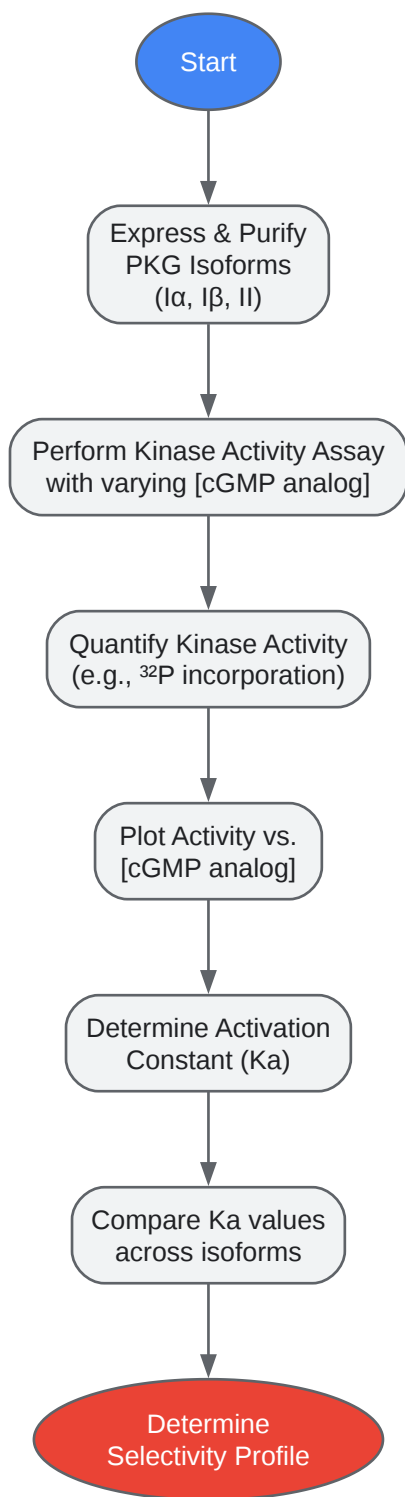 Start
Express & Purify
PKG Isoforms
(Iα, Iβ, II)
Perform Kinase Activity Assay
with varying [cGMP analog]
Quantify Kinase Activity
(e.g., ³²P incorporation)
Plot Activity vs.
[cGMP analog]
Determine Activation
Constant (Ka)
Compare Ka values
across isoforms
Determine
Selectivity Profile